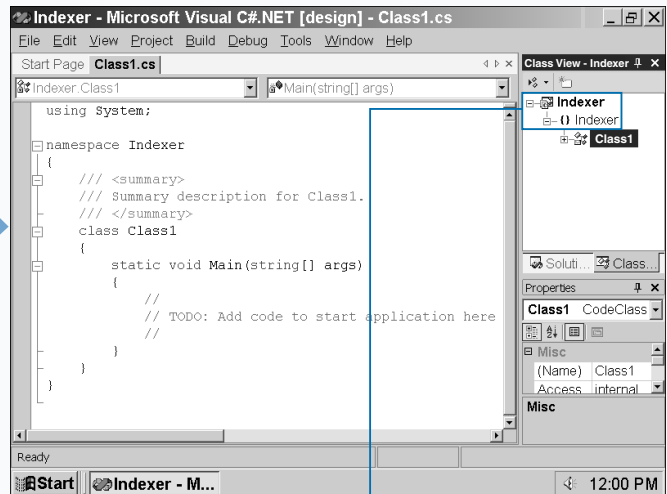 Indexer - Microsoft Visual C#.NET [design] - Class1.cs
File Edit View Project Build Debug Tools Window Help
Start Page Class1.cs
Indexer.Class1
Main(string[] args)
using System;
namespace Indexer
{
/// <summary>
/// Summary description for Class1.
/// </summary>
class Class1
{
static void Main(string[] args)
{
//
// TODO: Add code to start application here
//
}
}
}
Class View - Indexer
Indexer
{} Indexer
Class1
Soluti... Class...
Properties
Class1 CodeClass
Misc
(Name) Class1
Access internal
Misc
Ready
Start Indexer - M... 12:00 PM